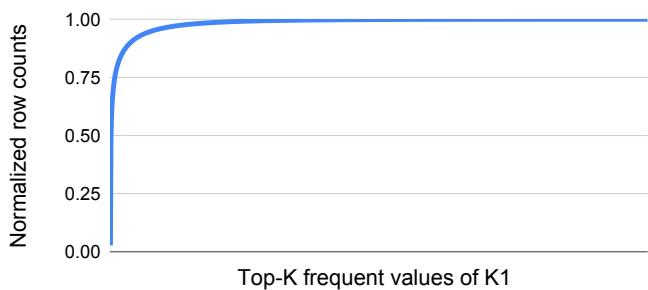 Normalized row counts
1.00
0.75
0.50
0.25
0.00
Top-K frequent values of K1